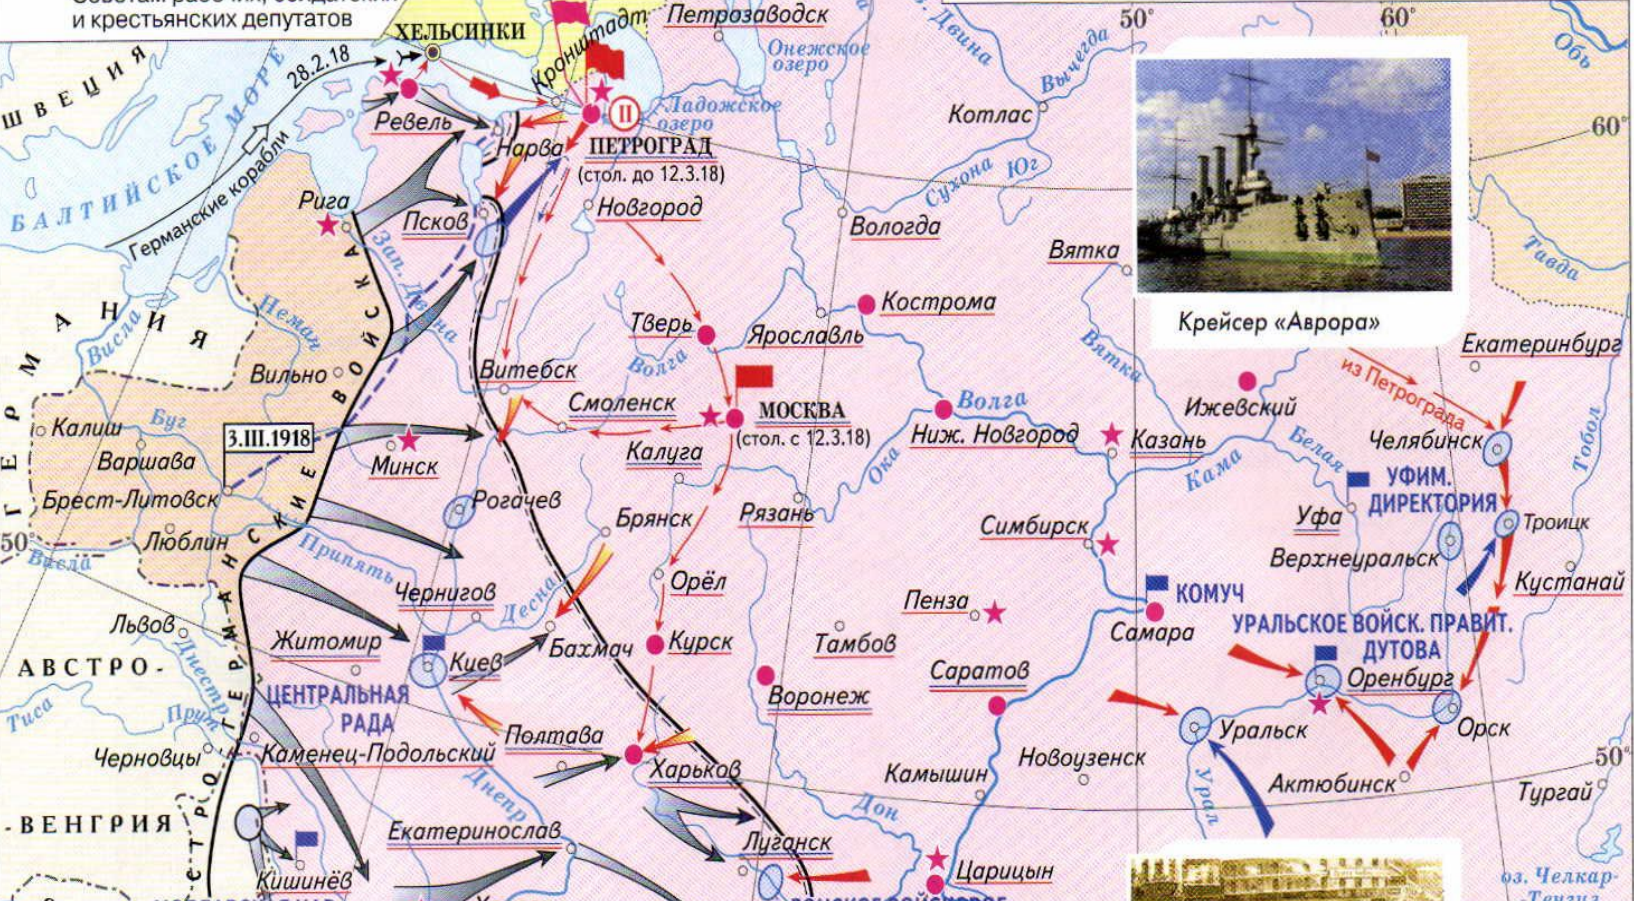 и крестьянских депутатов
ХЕЛЬСИНКИ
Кронштадт
Петрозаводск
Онежское
озеро
Вычегда
50°
60°
Обь
ШВЕЦИЯ
28.2.18
БАЛТИЙСКОЕ МОРЕ
Германские корабли
Ревель
Нарва
II
ПЕТРОГРАД
(стол. до 12.3.18)
Ладожское
озеро
Котлас
60°
Сухона
Юг
Рига
Псков
Новгород
Вологда
Вятка
Тавда
Зап. Двина
Крейсер «Аврора»
Неман
Висла
Тверь
Ярославль
Кострома
Вятка
Екатеринбург
Вильно
Витебск
Волга
из Петрограда
Ижевский
Калиш
Буг
3.III.1918
Смоленск
МОСКВА
(стол. с 12.3.18)
Волга
Ниж. Новгород
Казань
Белая
Челябинск
Тобол
Варшава
Минск
Калуга
Ока
Кама
УФИМ.
ДИРЕКТОРИЯ
Брест-Литовск
Рогачев
Брянск
Рязань
Симбирск
Уфа
Троицк
50°
Люблин
Висла
Припять
Верхнеуральск
Орёл
Кустанай
ГЕРМАНИЯ
ГЕРМАНСКИЕ ВОЙСКА
Чернигов
Десна
Пенза
КОМУЧ
Самара
Львов
Житомир
Бахмач
Курск
Тамбов
УРАЛЬСКОЕ ВОЙСК. ПРАВИТ.
ДУТОВА
АВСТРО-
Днестр
Киев
Саратов
Оренбург
ЦЕНТРАЛЬНАЯ
РАДА
Воронеж
Тиса
Прут
Полтава
Уральск
Орск
Черновцы
Каменец-Подольский
Харьков
Новоузенск
50°
Камышин
Актюбинск
Тургай
Днепр
Дон
Урал
-ВЕНГРИЯ
Екатеринослав
Луганск
Кишинёв
Царицын
оз. Челкар-